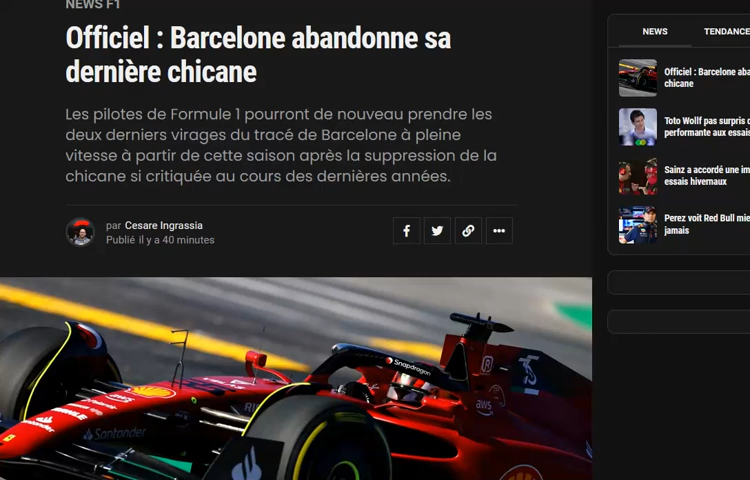 NEWS F1
Officiel : Barcelone abandonne sa
dernière chicane
Les pilotes de Formule 1 pourront de nouveau prendre les
deux derniers virages du tracé de Barcelone à pleine
vitesse à partir de cette saison après la suppression de la
chicane si critiquée au cours des dernières années.
par Cesare Ingrassia
Publié il y a 40 minutes
NEWS
TENDANCE
Officiel : Barcelone aba
chicane
Toto Wollf pas surpris d
performante aux essais
Sainz a accordé une im
essais hivernaux
Perez voit Red Bull mie
jamais
Snapdragon
aws
Santander